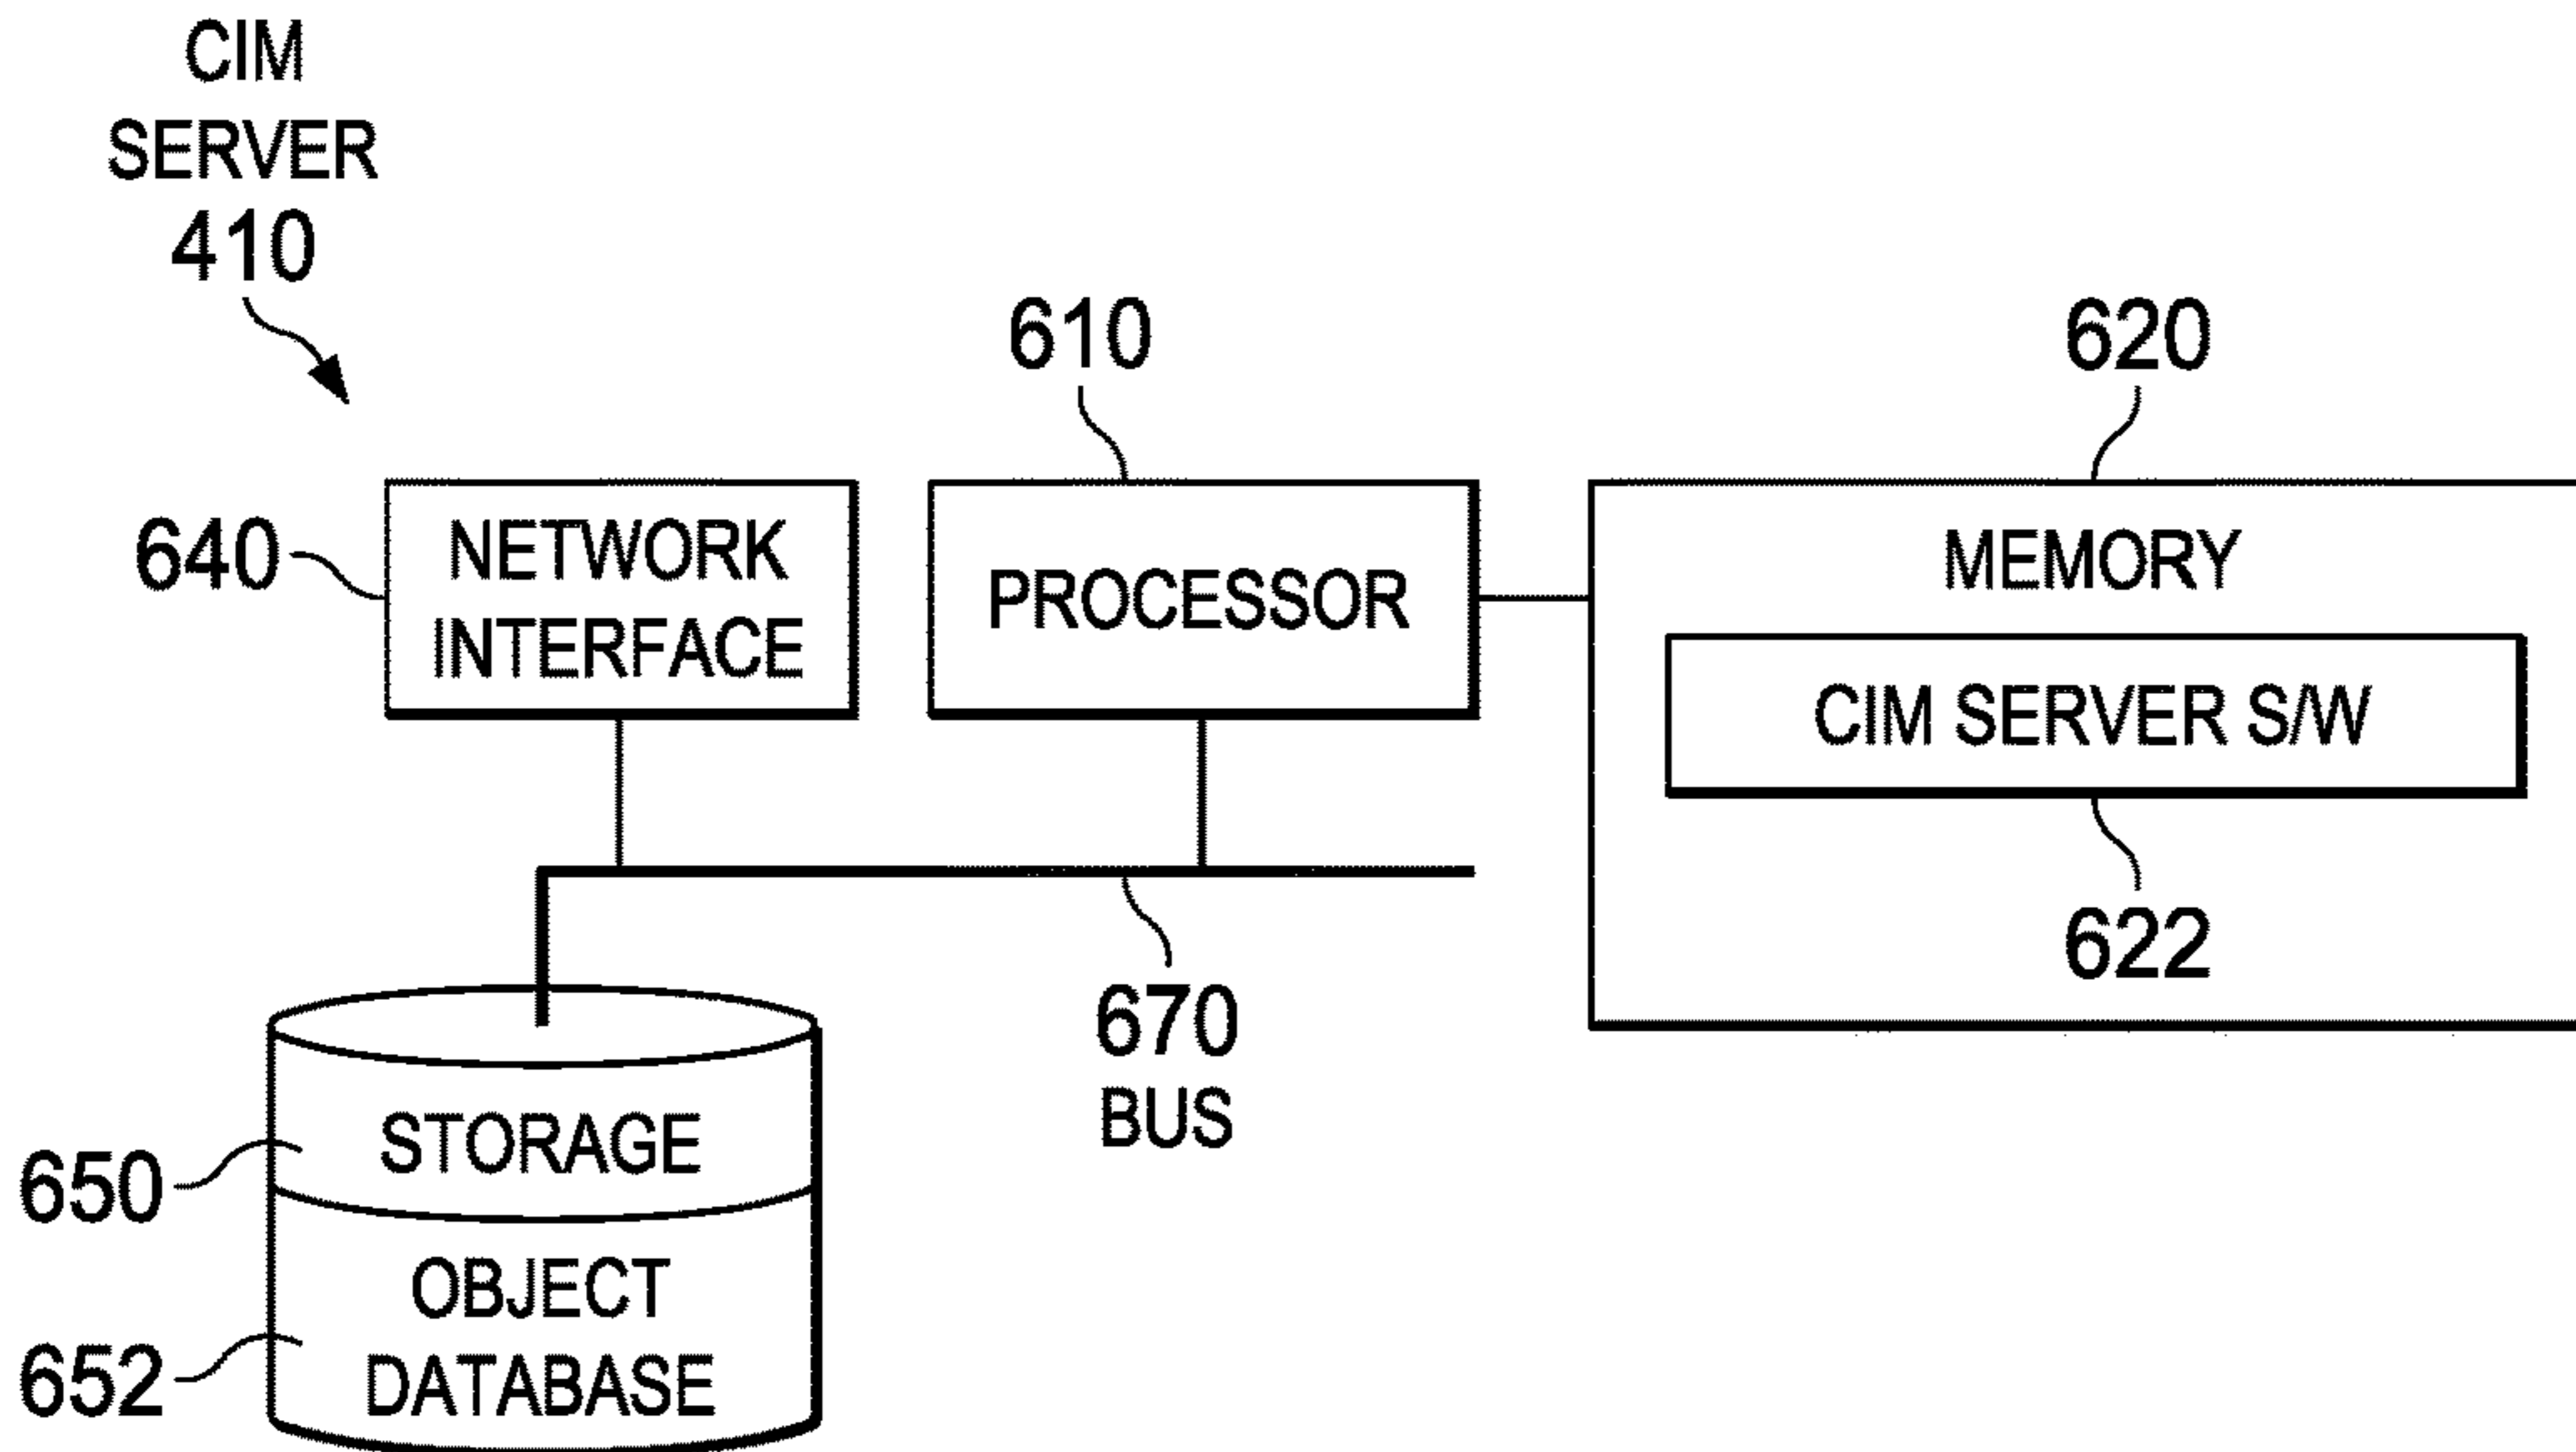 CIM
SERVER
410
610
620
640
NETWORK
INTERFACE
PROCESSOR
MEMORY
CIM SERVER S/W
622
670
BUS
650
STORAGE
652
OBJECT
DATABASE